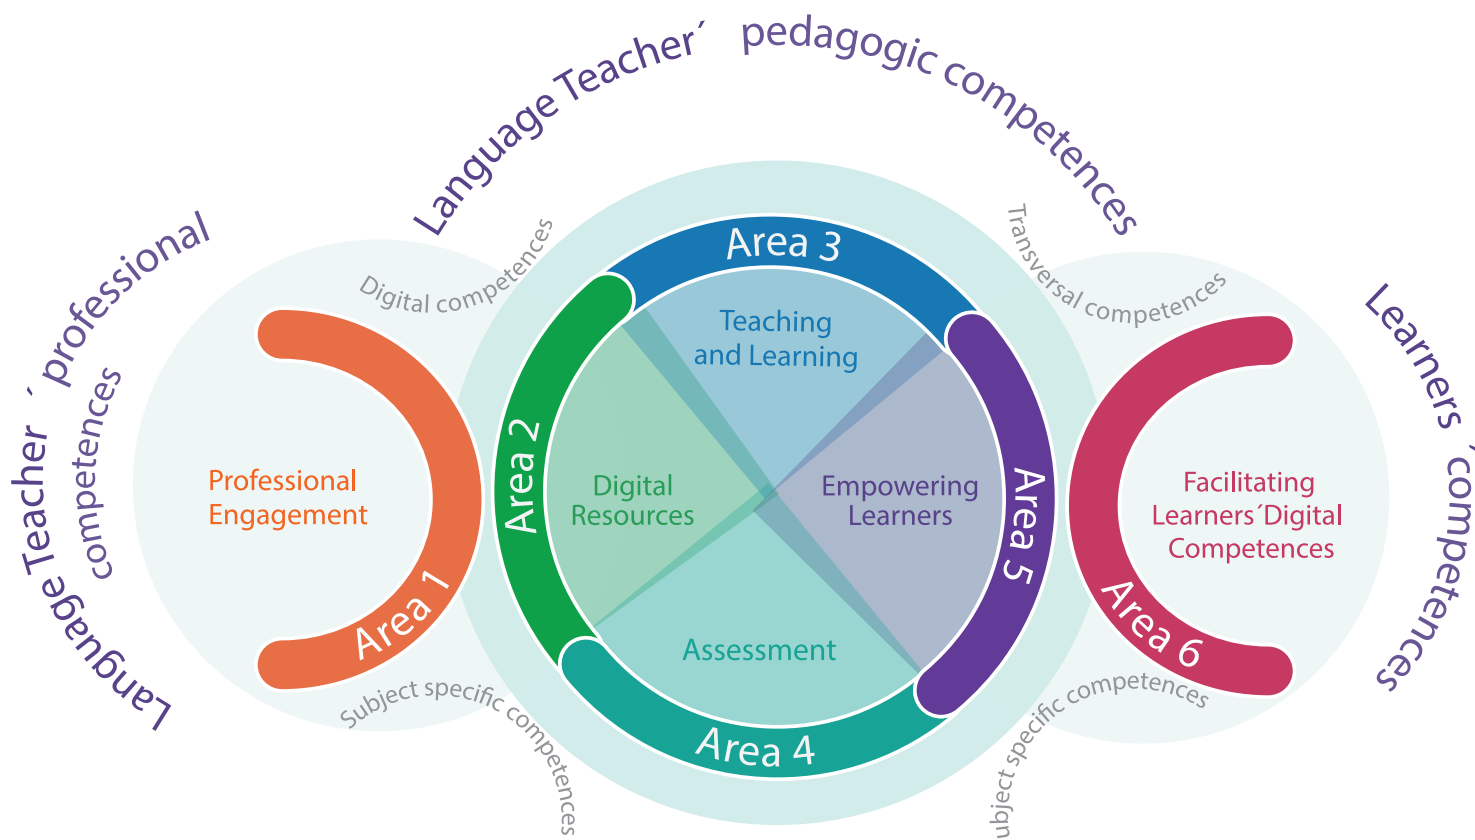 Language Teacher´ pedagogic competences
Language Teacher ´professional
competences
Learners ´competences
Digital competences
Transversal competences
Area 3
Teaching
and Learning
Area 2
Digital
Resources
Empowering
Learners
Area 5
Professional
Engagement
Area 1
Facilitating
Learners´Digital
Competences
Area 6
Assessment
Area 4
Subject specific competences
ubject specific competences